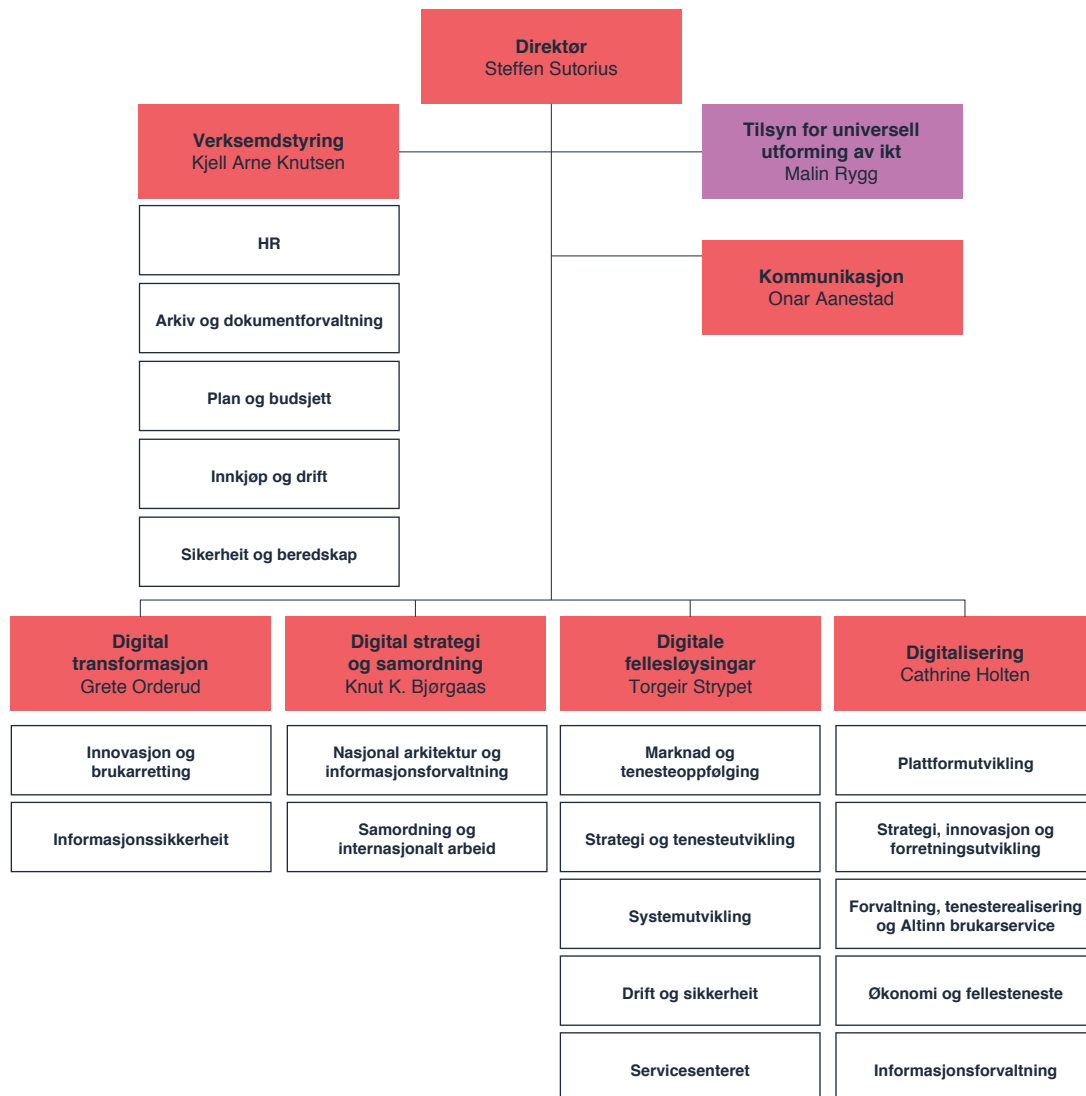 Direktør
Steffen Sutorius
Verksemdstyring
Kjell Arne Knutsen
Tilsyn for universell
utforming av ikt
Malin Rygg
HR
Kommunikasjon
Onar Aanestad
Arkiv og dokumentforvaltning
Plan og budsjett
Innkjøp og drift
Sikerheit og beredskap
Digital
transformasjon
Grete Orderud
Innovasjon og
brukarretting
Informasjonssikkerheit
Digital strategi
og samordning
Knut K. Bjørgaas
Nasjonal arkitektur og
informasjonsforvaltning
Samordning og
internasjonalt arbeid
Digitale
fellesløysingar
Torgeir Strypet
Marknad og
tenesteoppfølging
Strategi og tenesteutvikling
Systemutvikling
Drift og sikkerheit
Servicesenteret
Digitalisering
Cathrine Holten
Plattformutvikling
Strategi, innovasjon og
forretningsutvikling
Forvaltning, tenesterealisering
og Altinn brukarservice
Økonomi og fellesteneste
Informasjonsforvaltning